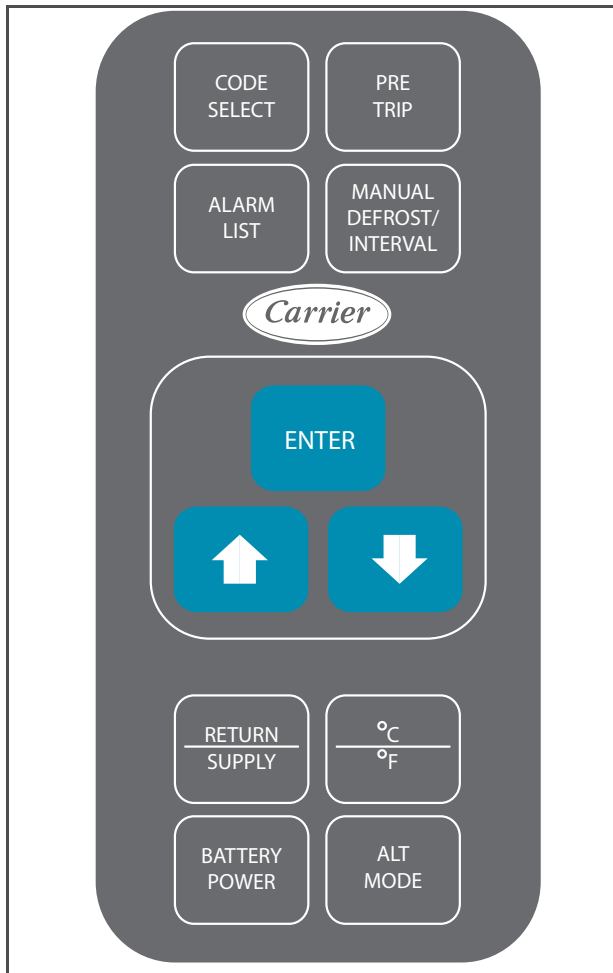 CODE
SELECT
PRE
TRIP
ALARM
LIST
MANUAL
DEFROST/
INTERVAL
Carrier
ENTER
RETURN
SUPPLY
°C
°F
BATTERY
POWER
ALT
MODE